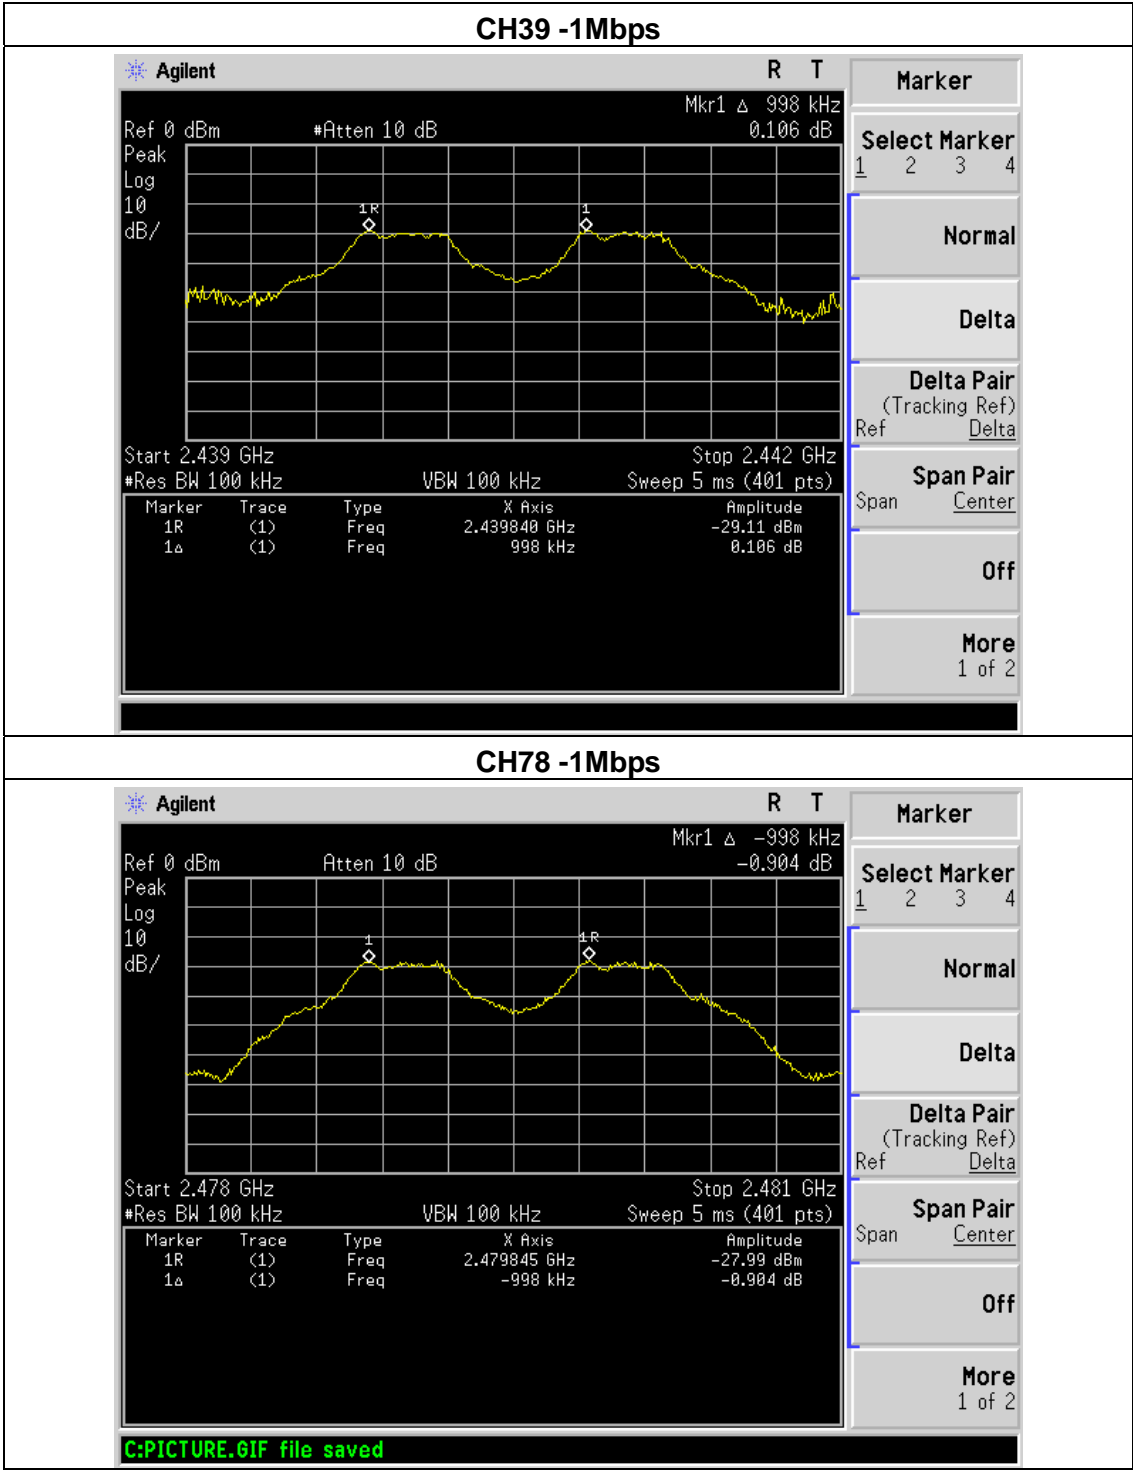 CH39 -1Mbps
Agilent
R T
Marker
Mkr1 Δ 998 kHz
Ref 0 dBm #Atten 10 dB 0.106 dB
Peak
Log
10
dB/
1R
1
Select Marker
1 2 3 4
Normal
Delta
Delta Pair
(Tracking Ref)
Ref Delta
Span Pair
Span Center
Off
More
1 of 2
Start 2.439 GHz Stop 2.442 GHz
#Res BW 100 kHz VBW 100 kHz Sweep 5 ms (401 pts)
Marker Trace Type X Axis Amplitude
1R (1) Freq 2.439840 GHz -29.11 dBm
1Δ (1) Freq 998 kHz 0.106 dB
CH78 -1Mbps
Agilent
R T
Marker
Mkr1 Δ -998 kHz
Ref 0 dBm Atten 10 dB -0.904 dB
Peak
Log
10
dB/
1
1R
Select Marker
1 2 3 4
Normal
Delta
Delta Pair
(Tracking Ref)
Ref Delta
Span Pair
Span Center
Off
More
1 of 2
Start 2.478 GHz Stop 2.481 GHz
#Res BW 100 kHz VBW 100 kHz Sweep 5 ms (401 pts)
Marker Trace Type X Axis Amplitude
1R (1) Freq 2.479845 GHz -27.99 dBm
1Δ (1) Freq -998 kHz -0.904 dB
C:PICTURE.GIF file saved